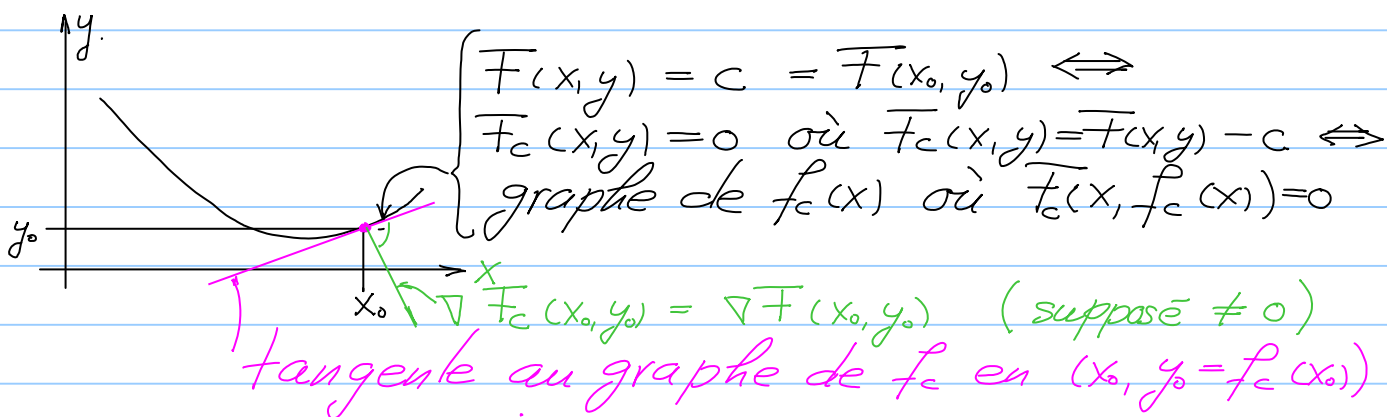 y.
F(x,y) = c = F(x₀, y₀) ⟺
F_c(x,y) = 0 où F_c(x,y) = F(x,y) - c ⟺
graphe de f_c(x) où F_c(x, f_c(x)) = 0
y₀
x
x₀
∇F_c(x₀,y₀) = ∇F(x₀,y₀) (supposé ≠ 0)
tangente au graphe de f_c en (x₀, y₀ = f_c(x₀))